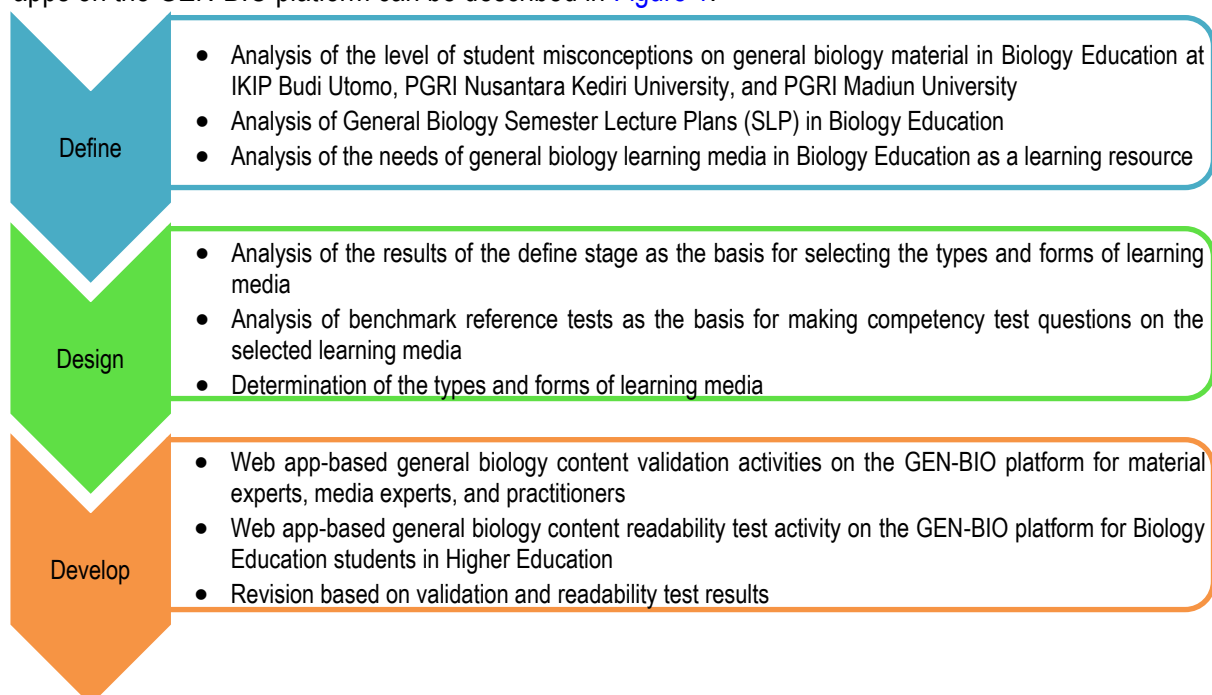 apps on the GEN-BIO platform can be described in Figure
Define
• Analysis of the level of student misconceptions on general biology material in Biology Education at
IKIP Budi Utomo, PGRI Nusantara Kediri University, and PGRI Madiun University
• Analysis of General Biology Semester Lecture Plans (SLP) in Biology Education
• Analysis of the needs of general biology learning media in Biology Education as a learning resource
Design
• Analysis of the results of the define stage as the basis for selecting the types and forms of learning
media
• Analysis of benchmark reference tests as the basis for making competency test questions on the
selected learning media
• Determination of the types and forms of learning media
Develop
• Web app-based general biology content validation activities on the GEN-BIO platform for material
experts, media experts, and practitioners
• Web app-based general biology content readability test activity on the GEN-BIO platform for Biology
Education students in Higher Education
• Revision based on validation and readability test results